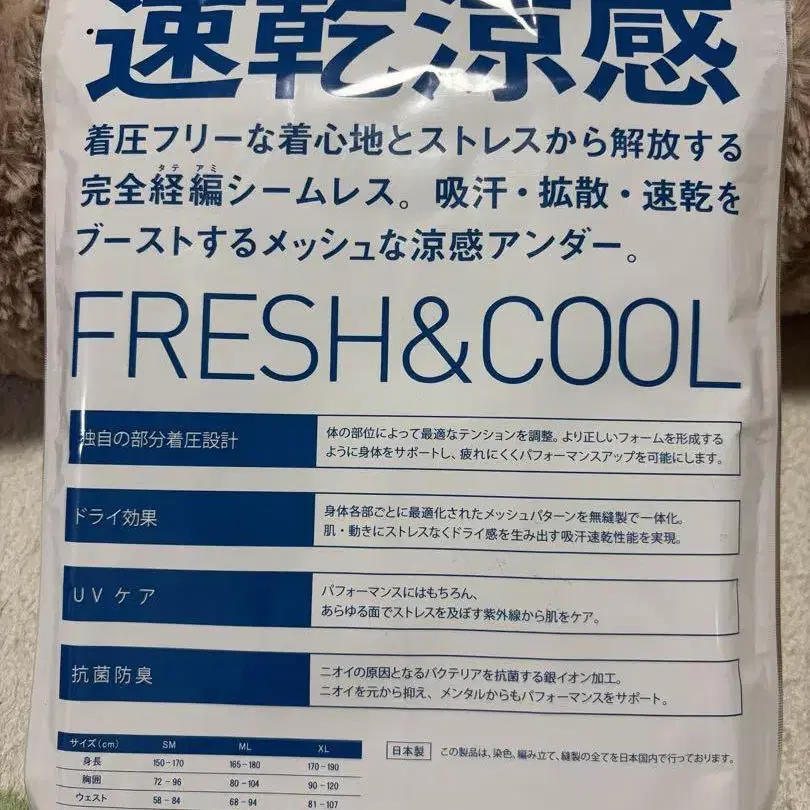 速乾涼感
着圧フリーな着心地とストレスから解放する
タテ アミ
完全経編シームレス。吸汗・拡散・速乾を
ブーストするメッシュな涼感アンダー。
FRESH&COOL
独自の部分着圧設計
体の部位によって最適なテンションを調整。より正しいフォームを形成する
ように身体をサポートし、疲れにくくパフォーマンスアップを可能にします。
ドライ効果
身体各部ごとに最適化されたメッシュパターンを無縫製で一体化。
肌・動きにストレスなくドライ感を生み出す吸汗速乾性能を実現。
UVケア
パフォーマンスにはもちろん、
あらゆる面でストレスを及ぼす紫外線から肌をケア。
抗菌防臭
ニオイの原因となるバクテリアを抗菌する銀イオン加工。
ニオイを元から抑え、メンタルからもパフォーマンスをサポート。
サイズ(cm) SM ML XL
身長 150-170 165-180 170-190
胸囲 72-96 80-104 90-120
ウェスト 58-84 68-94 81-107
日本製 この製品は、染色、編み立て、縫製の全てを日本国内で行っております。